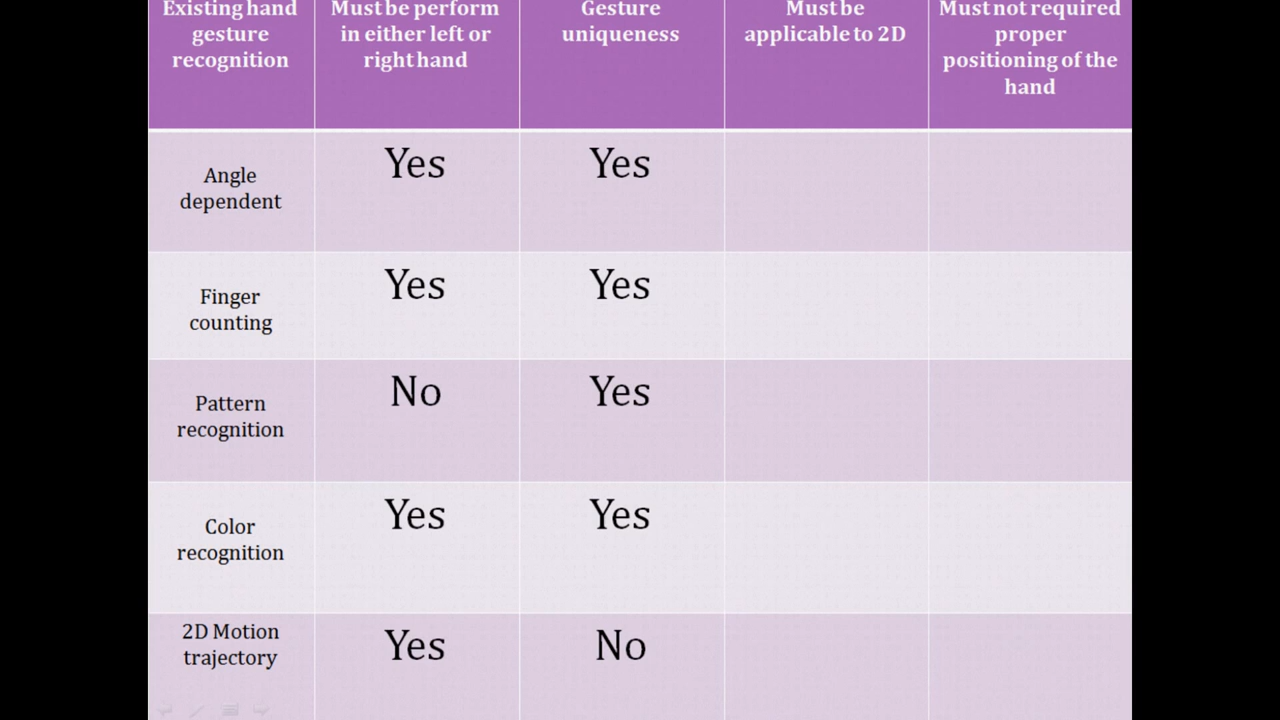 Existing hand
gesture
recognition
Must be perform
in either left or
right hand
Gesture
uniqueness
Must be
applicable to 2D
Must not required
proper
positioning of the
hand
Angle
dependent
Yes
Yes
Finger
counting
Yes
Yes
Pattern
recognition
No
Yes
Color
recognition
Yes
Yes
2D Motion
trajectory
Yes
No